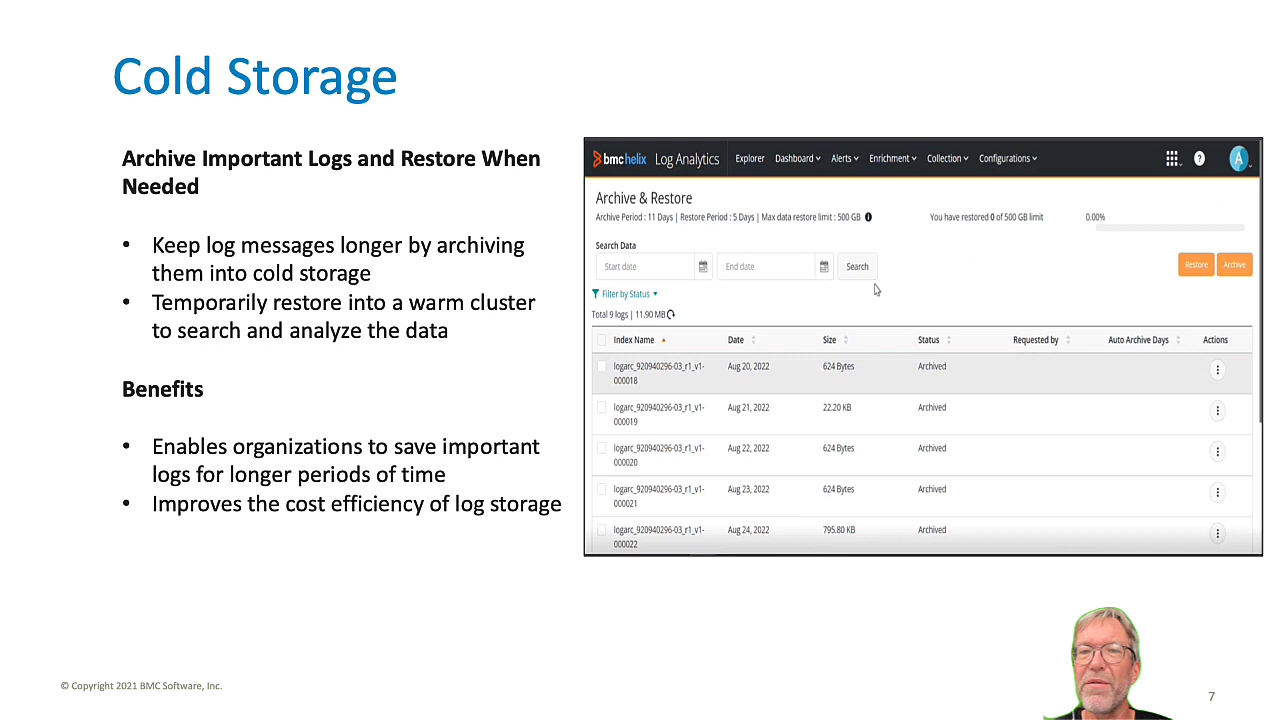 Cold Storage
Archive Important Logs and Restore When
Needed
• Keep log messages longer by archiving
them into cold storage
• Temporarily restore into a warm cluster
to search and analyze the data
Benefits
• Enables organizations to save important
logs for longer periods of time
• Improves the cost efficiency of log storage
bmchelix Log Analytics Explorer Dashboard Alerts Enrichment Collection Configurations ? A
Archive & Restore
Archive Period : 11 Days | Restore Period : 5 Days | Max data restore limit : 500 GB
You have restored 0 of 500 GB limit 0.00%
Search Data
Start date End date Search Restore Archive
Filter by Status
Total 9 logs | 11.90 MB
Index Name Date Size Status Requested by Auto Archive Days Actions
logarc_920940296-03_r1_v1- Aug 20, 2022 624 Bytes Archived
000018
logarc_920940296-03_r1_v1- Aug 21, 2022 22.20 KB Archived
000019
logarc_920940296-03_r1_v1- Aug 22, 2022 624 Bytes Archived
000020
logarc_920940296-03_r1_v1- Aug 23, 2022 624 Bytes Archived
000021
logarc_920940296-03_r1_v1- Aug 24, 2022 795.80 KB Archived
000022
© Copyright 2021 BMC Software, Inc.
7